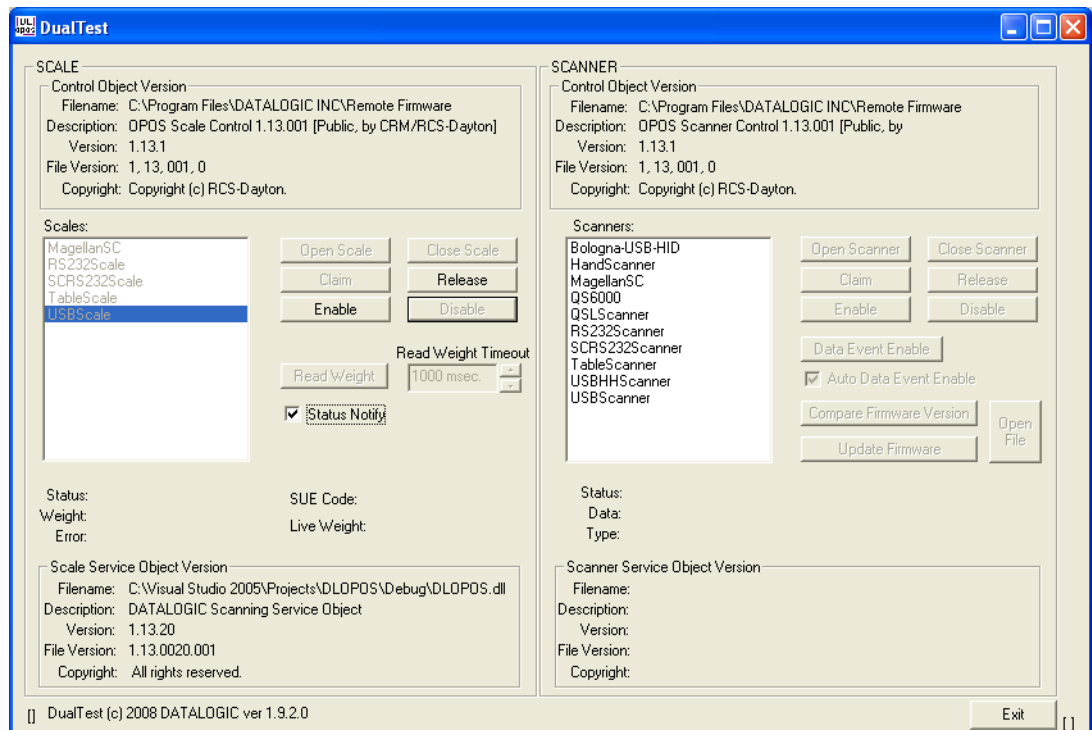 JUL
opos
DualTest
SCALE
Control Object Version
Filename: C:\Program Files\DATALOGIC INC\Remote Firmware
Description: OPOS Scale Control 1.13.001 [Public, by CRM/RCS-Dayton]
Version: 1.13.1
File Version: 1, 13, 001, 0
Copyright: Copyright (c) RCS-Dayton.
Scales:
MagellanSC
RS232Scale
SCRS232Scale
TableScale
USBScale
Open Scale
Close Scale
Claim
Release
Enable
Disable
Read Weight Timeout
Read Weight
1000 msec.
Status Notify
Status:
Weight:
Error:
SUE Code:
Live Weight:
Scale Service Object Version
Filename: C:\Visual Studio 2005\Projects\DLOPOS\Debug\DLOPOS.dll
Description: DATALOGIC Scanning Service Object
Version: 1.13.20
File Version: 1.13.0020.001
Copyright: All rights reserved.
SCANNER
Control Object Version
Filename: C:\Program Files\DATALOGIC INC\Remote Firmware
Description: OPOS Scanner Control 1.13.001 [Public, by
Version: 1.13.1
File Version: 1, 13, 001, 0
Copyright: Copyright (c) RCS-Dayton.
Scanners:
Bologna-USB-HID
HandScanner
MagellanSC
QS6000
QSLScanner
RS232Scanner
SCRS232Scanner
TableScanner
USBHHScanner
USBScanner
Open Scanner
Close Scanner
Claim
Release
Enable
Disable
Data Event Enable
Auto Data Event Enable
Compare Firmware Version
Update Firmware
Open
File
Status:
Data:
Type:
Scanner Service Object Version
Filename:
Description:
Version:
File Version:
Copyright:
[] DualTest (c) 2008 DATALOGIC ver 1.9.2.0
Exit
[ ]